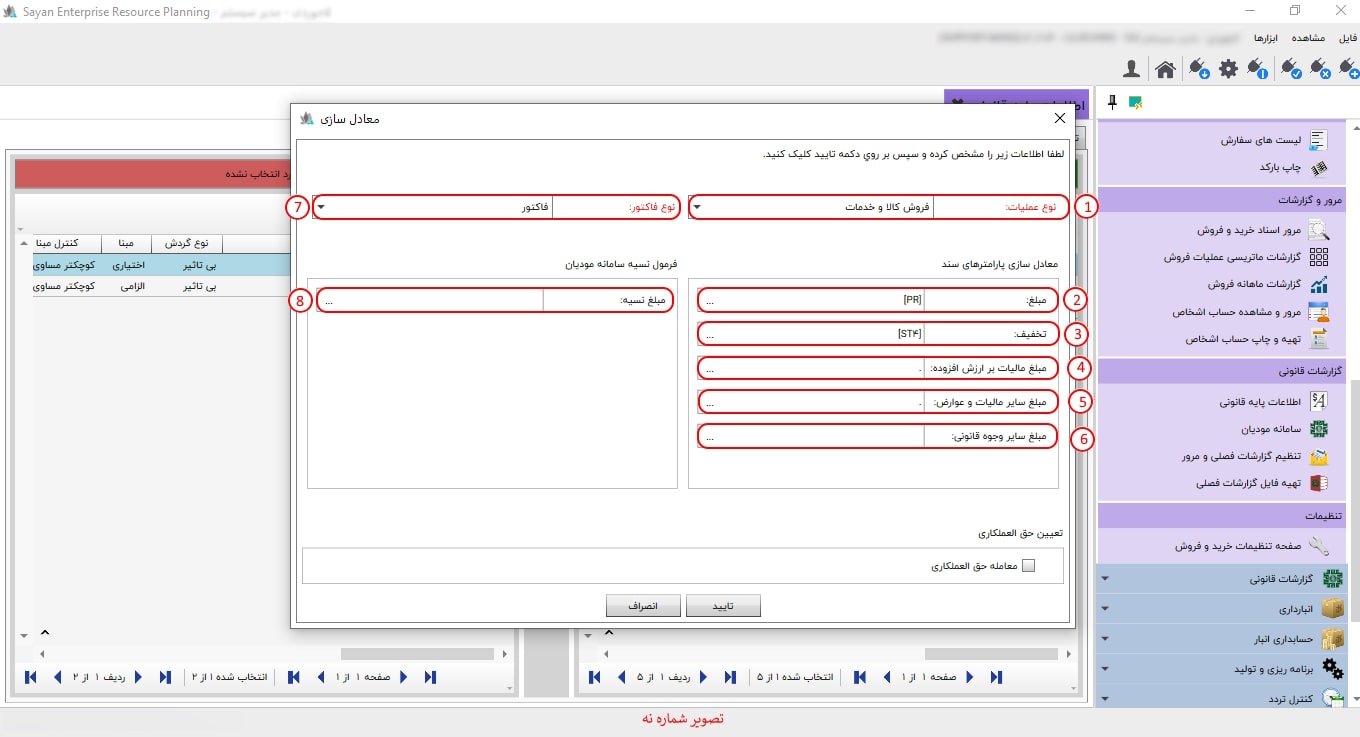 Sayan Enterprise Resource Planning
فایل
مشاهده
ابزارها
لیست های سفارش
چاپ بارکد
مرور و گزارشات
مرور اسناد خرید و فروش
گزارشات ماتریسی عملیات فروش
گزارشات ماهانه فروش
مرور و مشاهده حساب اشخاص
تهیه و چاپ حساب اشخاص
گزارشات قانونی
اطلاعات پایه قانونی
سامانه مودیان
تنظیم گزارشات فصلی و مرور
تهیه فایل گزارشات فصلی
تنظیمات
صفحه تنظیمات خرید و فروش
گزارشات قانونی
انبارداری
حسابداری انبار
برنامه ریزی و تولید
کنترل تردد
معادل سازی
لطفا اطلاعات زیر را مشخص کرده و سپس بر روي دکمه تایید کلیک کنید.
1 نوع عملیات: فروش کالا و خدمات
7 نوع فاکتور: فاکتور
معادل سازی پارامترهای سند
2 مبلغ: [PR] ...
3 تخفیف: [ST۴] ...
4 مبلغ مالیات بر ارزش افزوده: . ...
5 مبلغ سایر مالیات و عوارض: . ...
6 مبلغ سایر وجوه قانونی: ...
فرمول نسیه سامانه مودیان
8 مبلغ نسیه: ...
تعیین حق العملکاری
معامله حق العملکاری
تایید
انصراف
انتخاب نشده
نوع گردش مبنا کنترل مبنا
بی تاثیر اختیاری کوچکتر مساوی
بی تاثیر الزامی کوچکتر مساوی
صفحه ۱ از ۱
انتخاب شده ۱ از ۵
ردیف ۱ از ۵
صفحه ۱ از ۱
انتخاب شده ۱ از ۲
ردیف ۱ از ۲
تصویر شماره نه